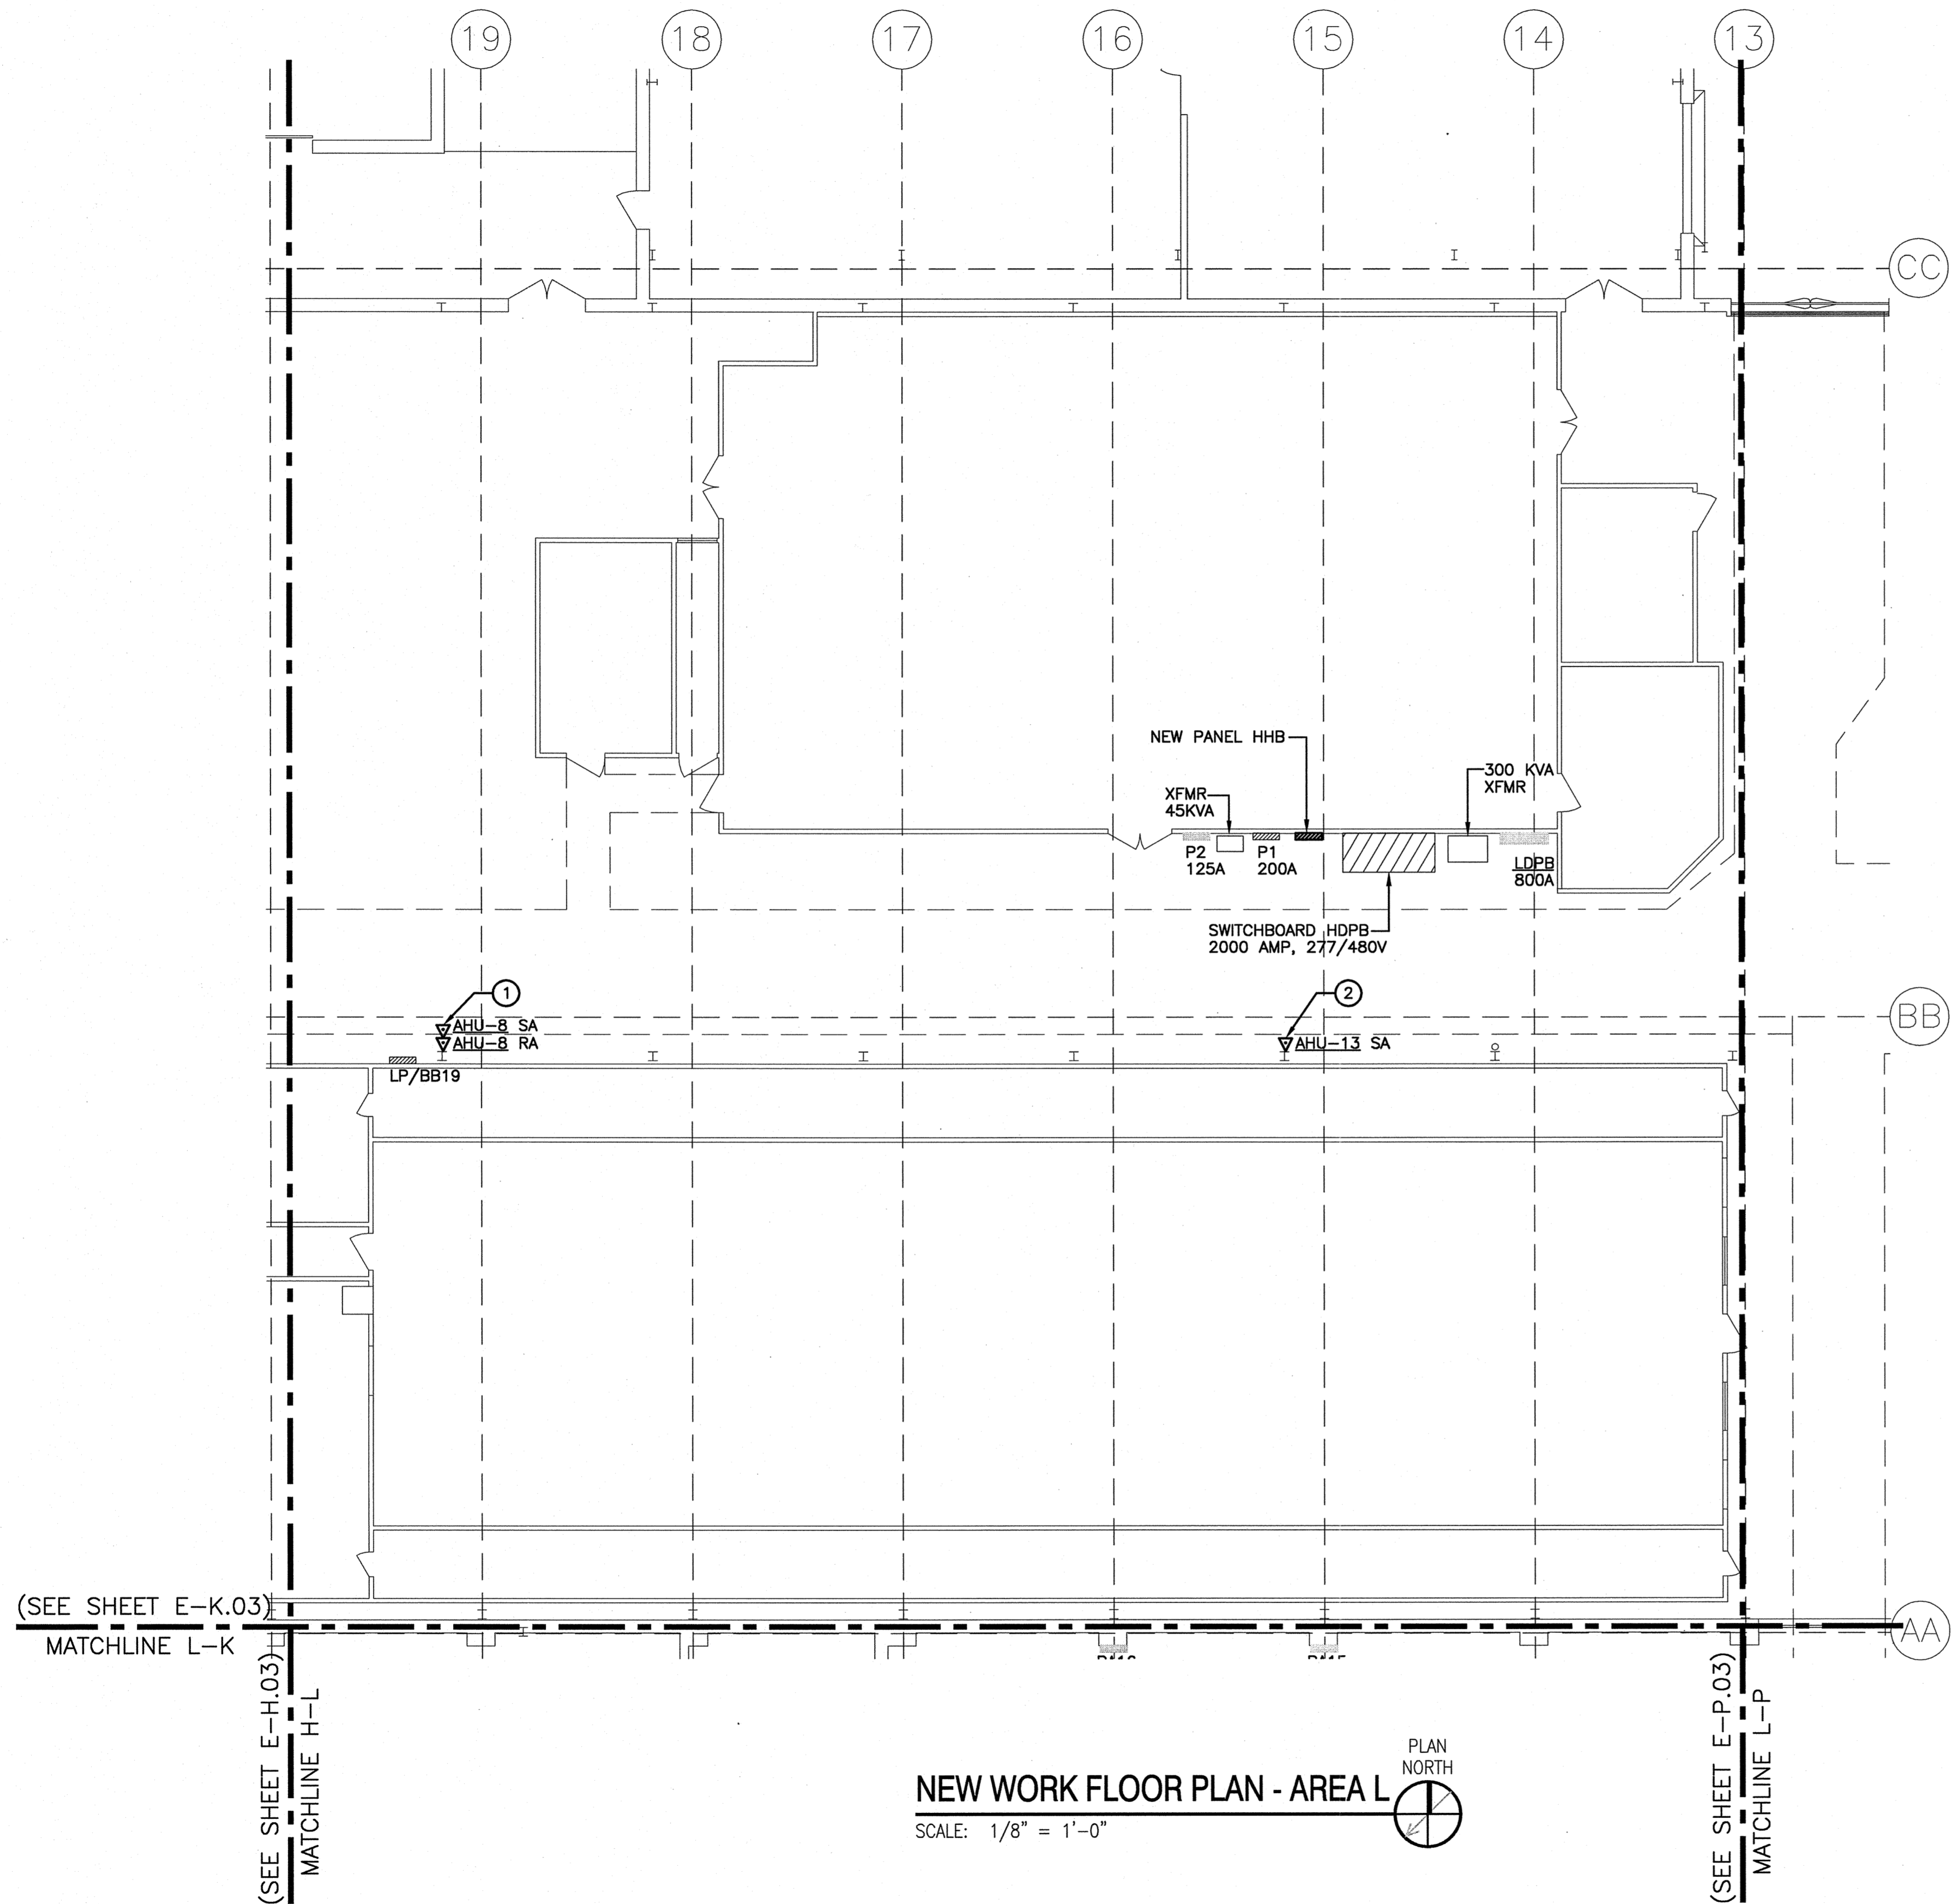 19 18 17 16 15 14 13
CC
NEW PANEL HHB
300 KVA
XFMR
XFMR
45KVA
P2
125A
P1
200A
LDPB
800A
SWITCHBOARD HDPB
2000 AMP, 277/480V
1
2
AHU-8 SA
AHU-8 RA
AHU-13 SA
BB
LP/BB19
(SEE SHEET E-K.03)
MATCHLINE L-K
AA
(SEE SHEET E-H.03)
MATCHLINE H-L
(SEE SHEET E-P.03)
MATCHLINE L-P
PLAN
NORTH
NEW WORK FLOOR PLAN - AREA L
SCALE: 1/8" = 1'-0"